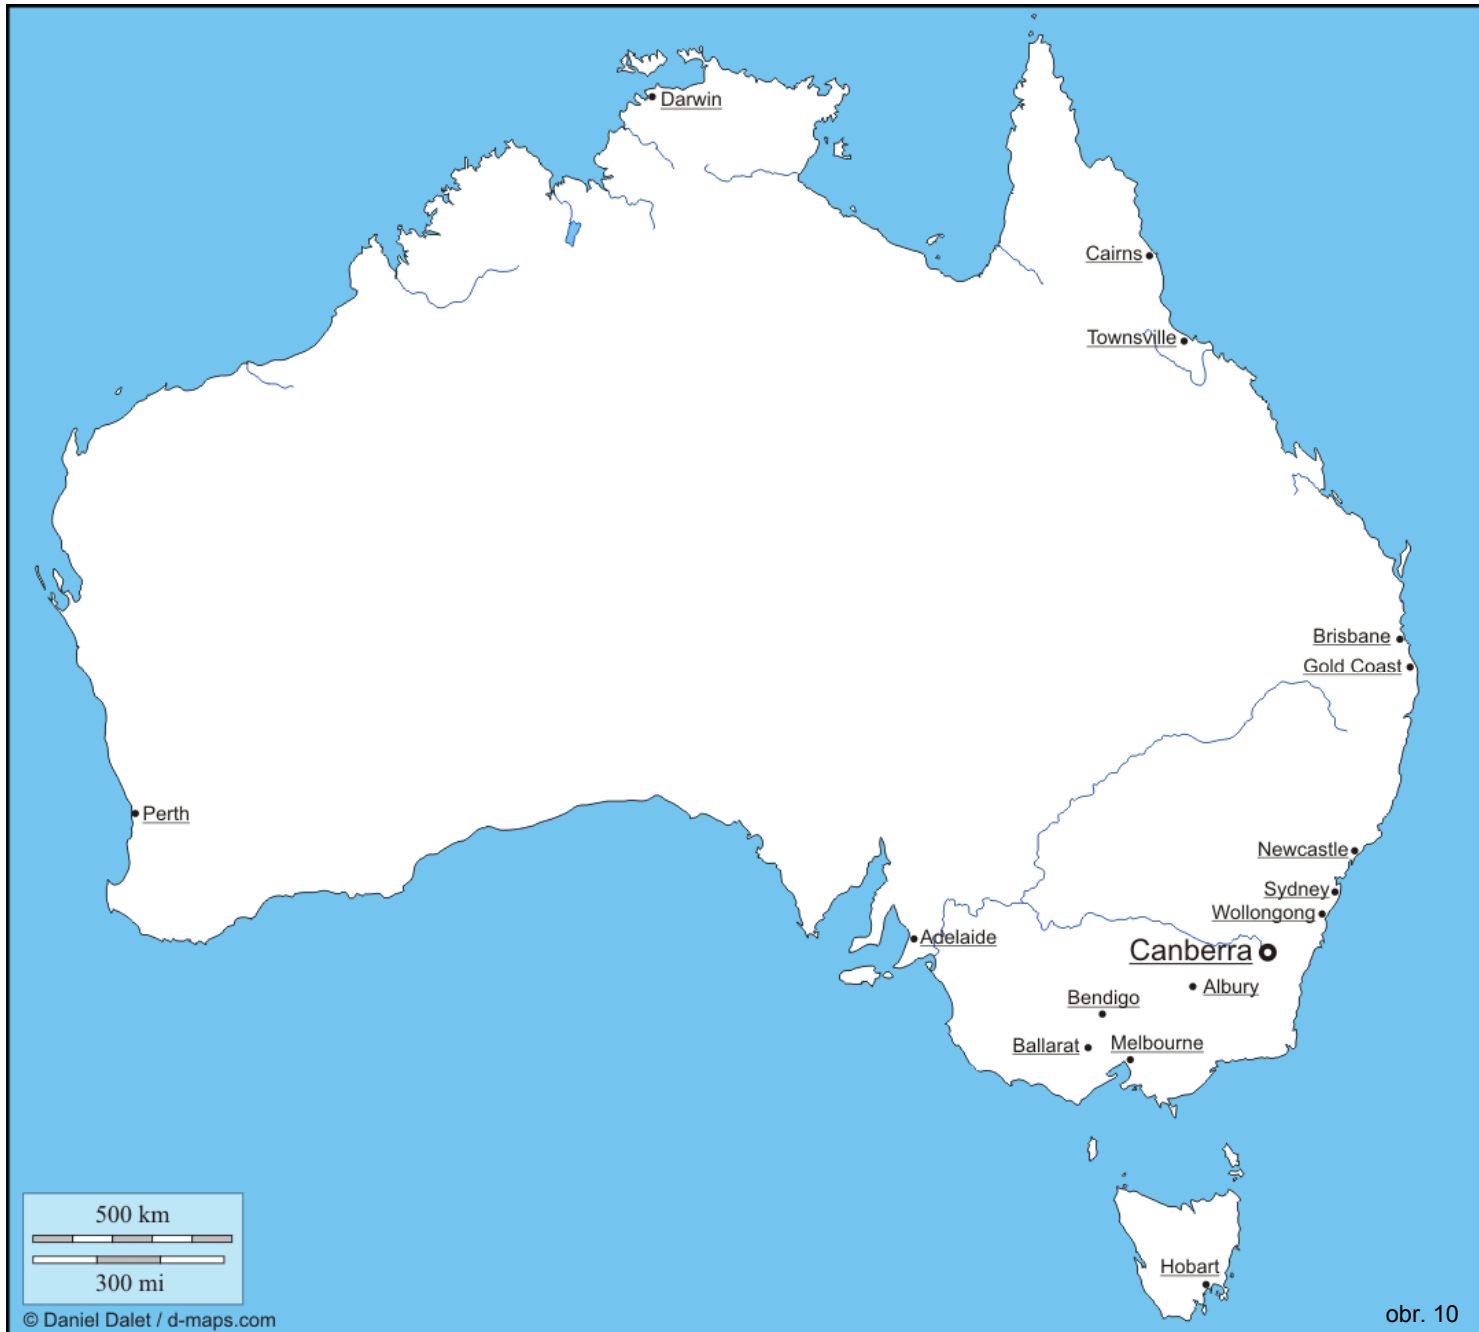 Darwin
Cairns
Townsville
Brisbane
Gold Coast
Perth
Newcastle
Sydney
Wollongong
Adelaide
Canberra
Albury
Bendigo
Ballarat
Melbourne
500 km
300 mi
Hobart
© Daniel Dalet / d-maps.com
obr. 10